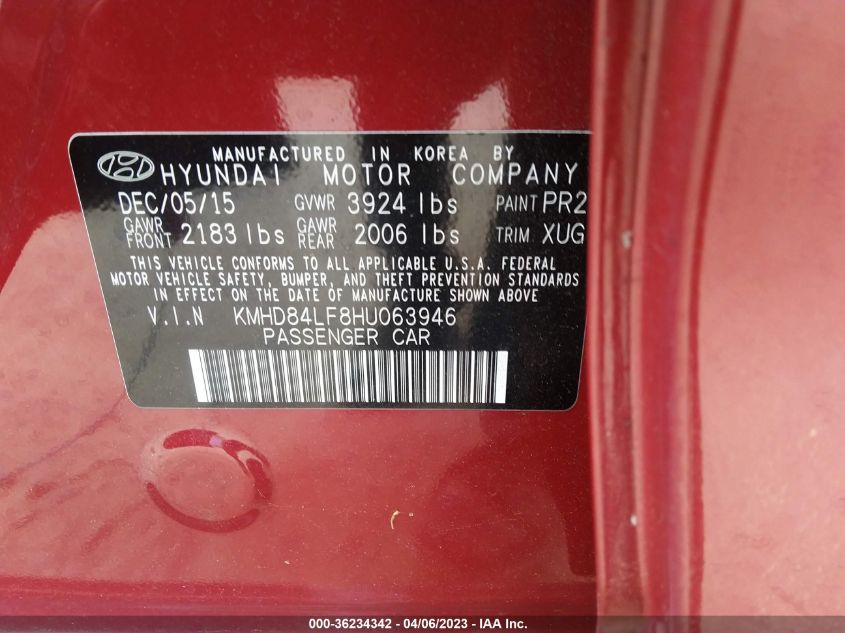 MANUFACTURED IN KOREA BY
HYUNDAI MOTOR COMPANY
DEC/05/15 GVWR 3924 lbs PAINT PR2
GAWR FRONT 2183 lbs GAWR REAR 2006 lbs TRIM XUG
THIS VEHICLE CONFORMS TO ALL APPLICABLE U.S.A. FEDERAL
MOTOR VEHICLE SAFETY, BUMPER, AND THEFT PREVENTION STANDARDS
IN EFFECT ON THE DATE OF MANUFACTURE SHOWN ABOVE
V.I.N KMHD84LF8HU063946
PASSENGER CAR
000-36234342 - 04/06/2023 - IAA Inc.